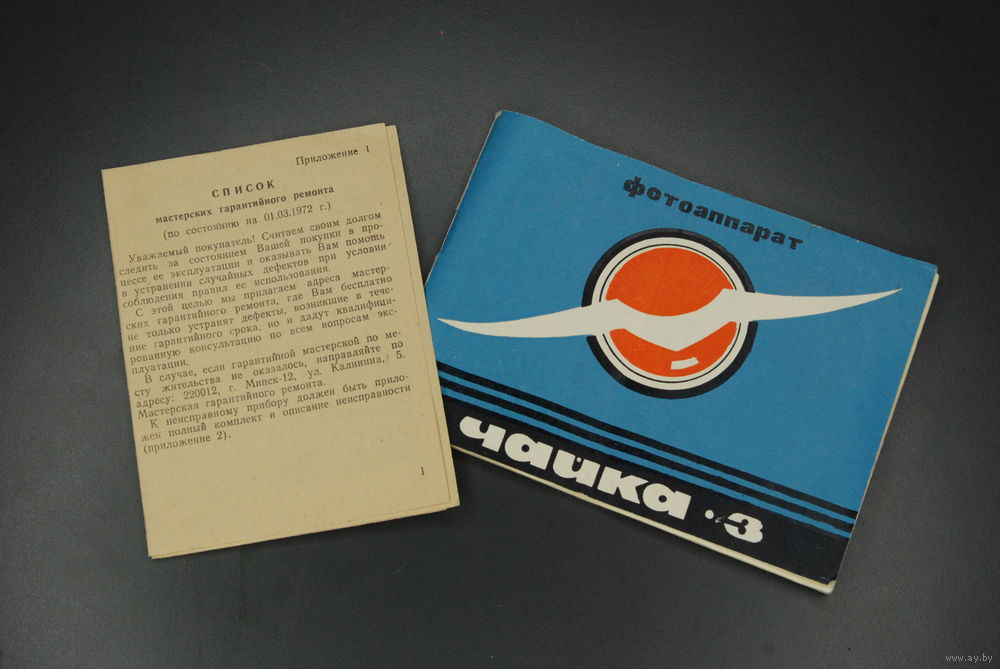 Приложение 1
СПИСОК
мастерских гарантийного ремонта
(по состоянию на 01.03.1972 г.)
Уважаемый покупатель! Считаем своим долгом
следить за состоянием Вашей покупки в про-
цессе ее эксплуатации и оказывать Вам помощь
в устранении случайных дефектов при условии
соблюдения правил ее использования.
С этой целью мы прилагаем адреса мастер-
ских гарантийного ремонта, где Вам бесплатно
не только устранят дефекты, возникшие в тече-
ние гарантийного срока, но и дадут квалифици-
рованную консультацию по всем вопросам экс-
плуатации.
В случае, если гарантийной мастерской по ме-
сту жительства не оказалось, направляйте по
адресу: 220012, г. Минск-12, ул. Калинина, 5.
Мастерская гарантийного ремонта.
К неисправному прибору должен быть прило-
жен полный комплект и описание неисправности
(приложение 2).
1
фотоаппарат
чайка·3
www.ay.by